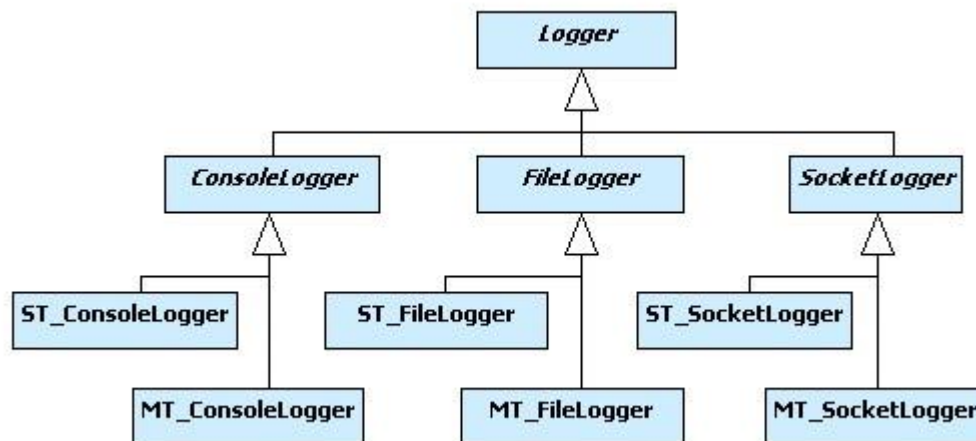 Logger
ConsoleLogger
FileLogger
SocketLogger
ST_ConsoleLogger
ST_FileLogger
ST_SocketLogger
MT_ConsoleLogger
MT_FileLogger
MT_SocketLogger